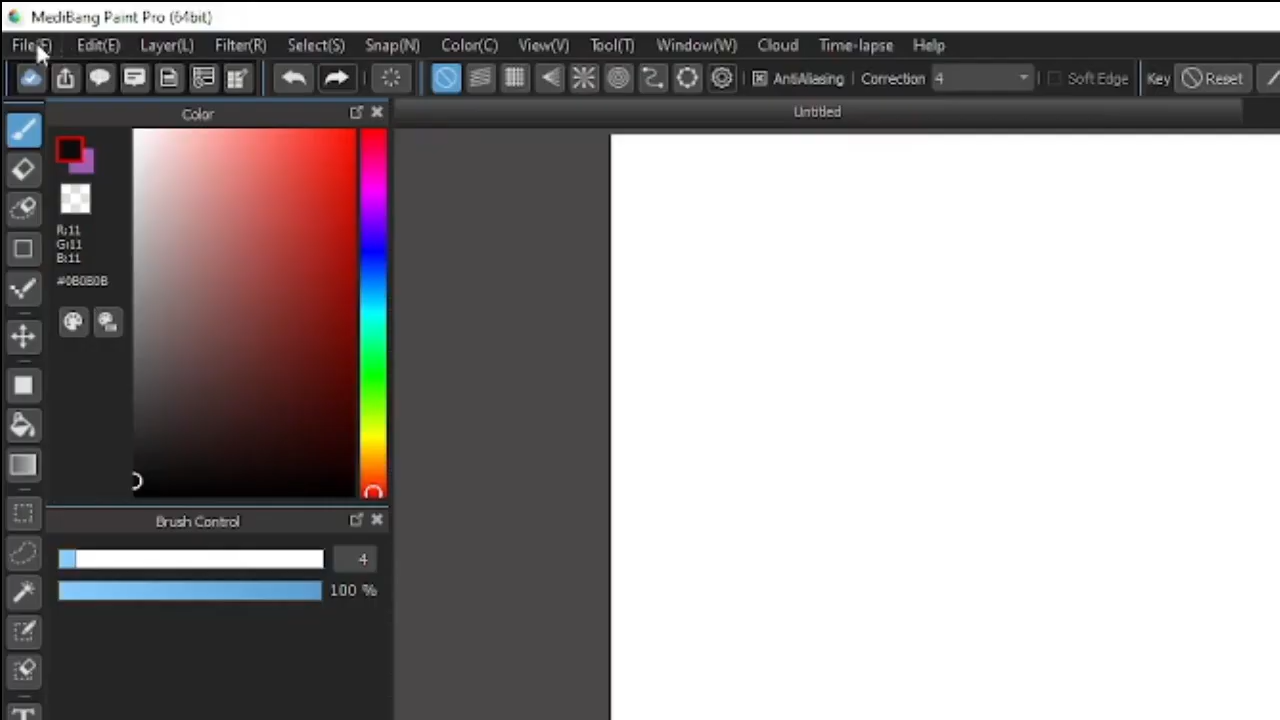 MediBang Paint Pro (64bit)
File(F) Edit(E) Layer(L) Filter(R) Select(S) Snap(N) Color(C) View(V) Tool(T) Window(W) Cloud Time-lapse Help
AntiAliasing Correction 4 Soft Edge Key Reset
Color
Untitled
R:11
G:11
B:11
#0B0B0B
Brush Control
4
100 %
T